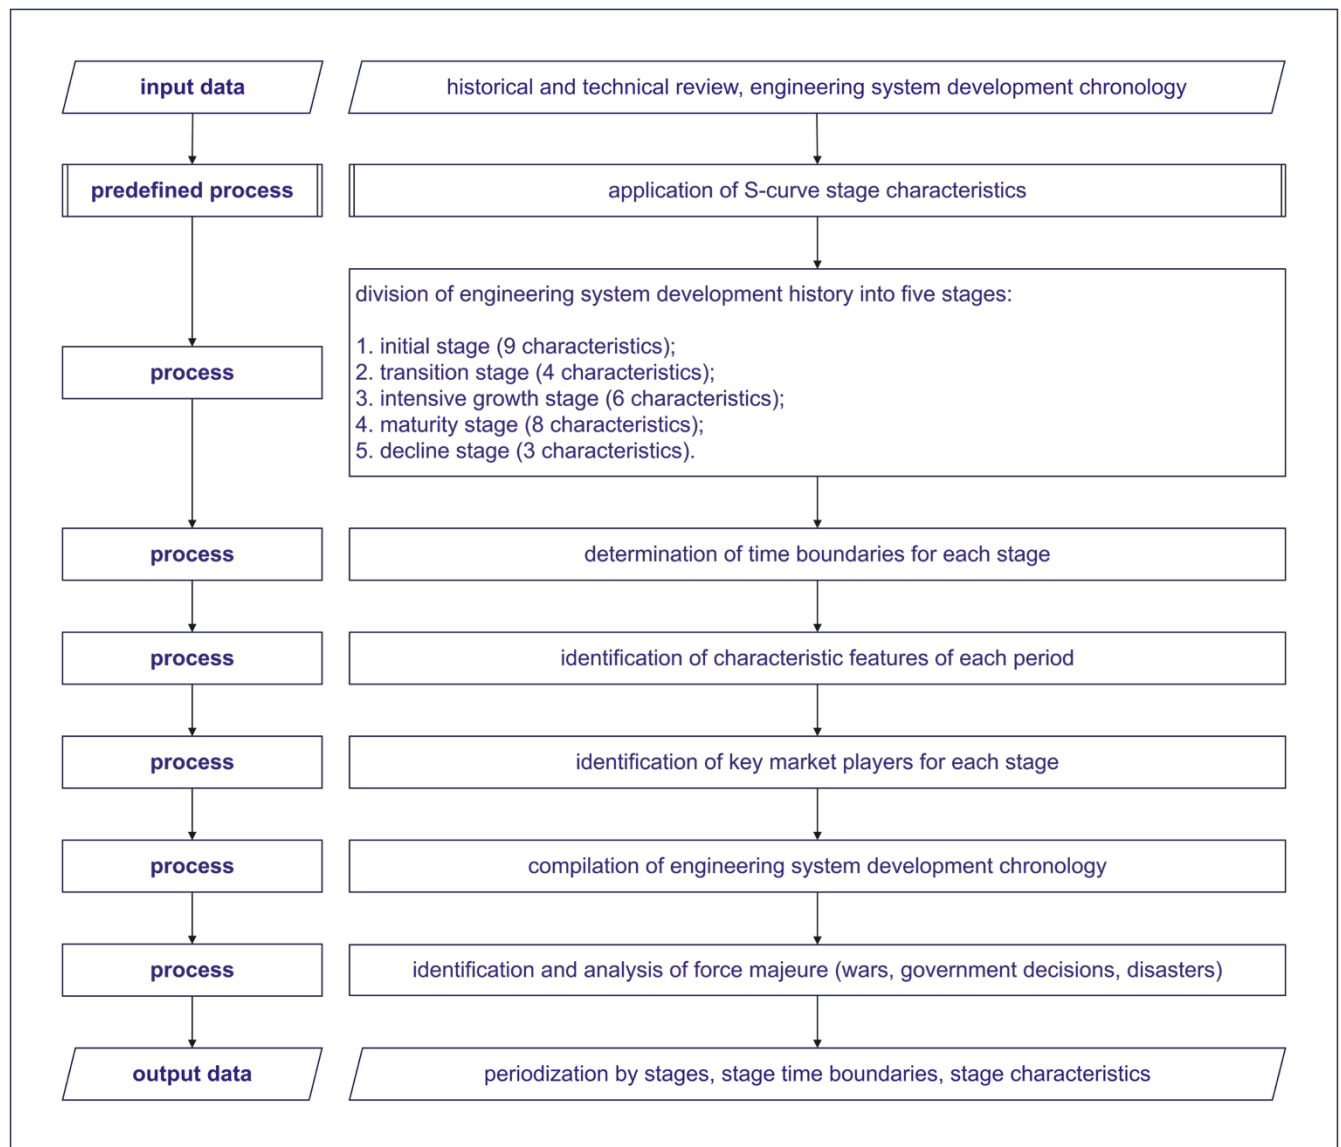 input data
historical and technical review, engineering system development chronology
predefined process
application of S-curve stage characteristics
division of engineering system development history into five stages:
1. initial stage (9 characteristics);
2. transition stage (4 characteristics);
3. intensive growth stage (6 characteristics);
4. maturity stage (8 characteristics);
5. decline stage (3 characteristics).
process
process
determination of time boundaries for each stage
process
identification of characteristic features of each period
process
identification of key market players for each stage
process
compilation of engineering system development chronology
process
identification and analysis of force majeure (wars, government decisions, disasters)
output data
periodization by stages, stage time boundaries, stage characteristics